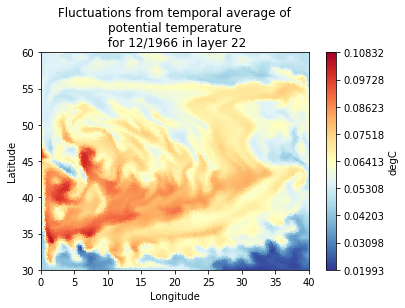 Fluctuations from temporal average of
potential temperature
for 12/1966 in layer 22
60
55
50
45
40
35
30
Latitude
0 5 10 15 20 25 30 35 40
Longitude
0.10832
0.09728
0.08623
0.07518
0.06413
0.05308
0.04203
0.03098
0.01993
degC